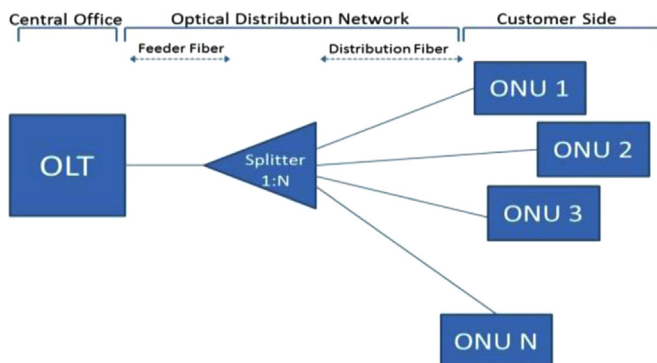 Central Office
Optical Distribution Network
Customer Side
Feeder Fiber
Distribution Fiber
OLT
Splitter
1:N
ONU 1
ONU 2
ONU 3
ONU N